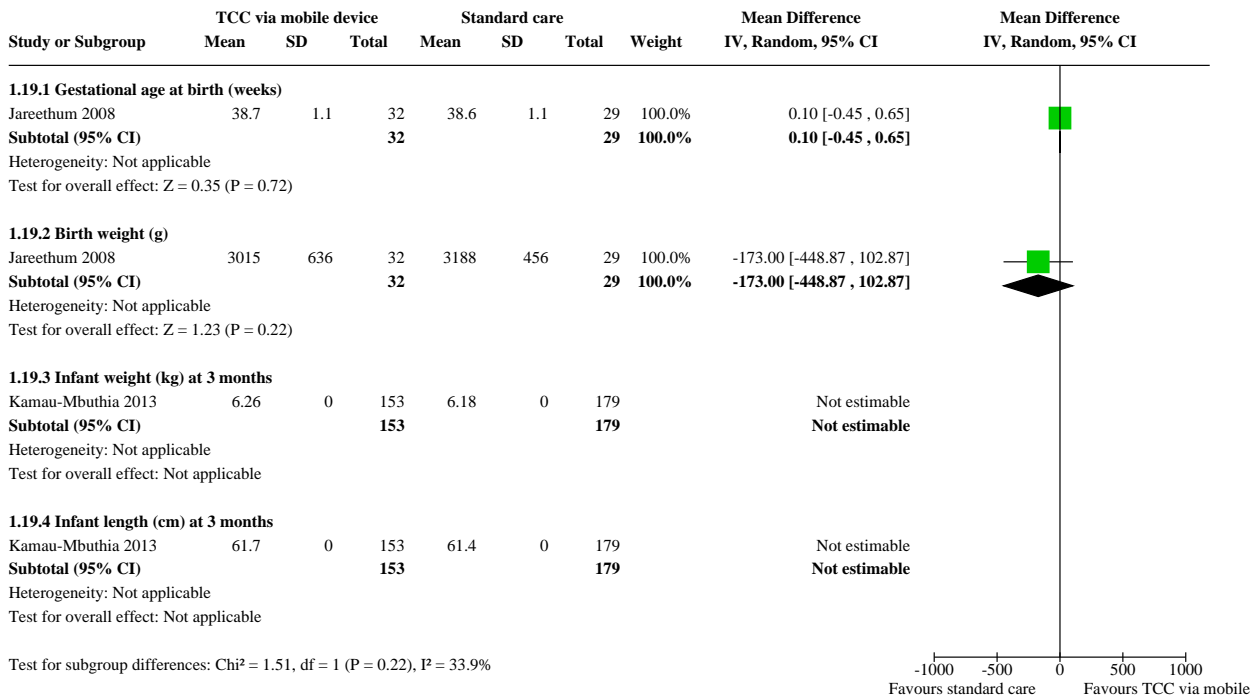 TCC via mobile device Standard care Mean Difference Mean Difference
Study or Subgroup Mean SD Total Mean SD Total Weight IV, Random, 95% CI IV, Random, 95% CI
1.19.1 Gestational age at birth (weeks)
Jareethum 2008 38.7 1.1 32 38.6 1.1 29 100.0% 0.10 [-0.45 , 0.65]
Subtotal (95% CI) 32 29 100.0% 0.10 [-0.45 , 0.65]
Heterogeneity: Not applicable
Test for overall effect: Z = 0.35 (P = 0.72)
1.19.2 Birth weight (g)
Jareethum 2008 3015 636 32 3188 456 29 100.0% -173.00 [-448.87 , 102.87]
Subtotal (95% CI) 32 29 100.0% -173.00 [-448.87 , 102.87]
Heterogeneity: Not applicable
Test for overall effect: Z = 1.23 (P = 0.22)
1.19.3 Infant weight (kg) at 3 months
Kamau-Mbuthia 2013 6.26 0 153 6.18 0 179 Not estimable
Subtotal (95% CI) 153 179 Not estimable
Heterogeneity: Not applicable
Test for overall effect: Not applicable
1.19.4 Infant length (cm) at 3 months
Kamau-Mbuthia 2013 61.7 0 153 61.4 0 179 Not estimable
Subtotal (95% CI) 153 179 Not estimable
Heterogeneity: Not applicable
Test for overall effect: Not applicable
Test for subgroup differences: Chi² = 1.51, df = 1 (P = 0.22), I² = 33.9%
-1000 -500 0 500 1000
Favours standard care Favours TCC via mobile